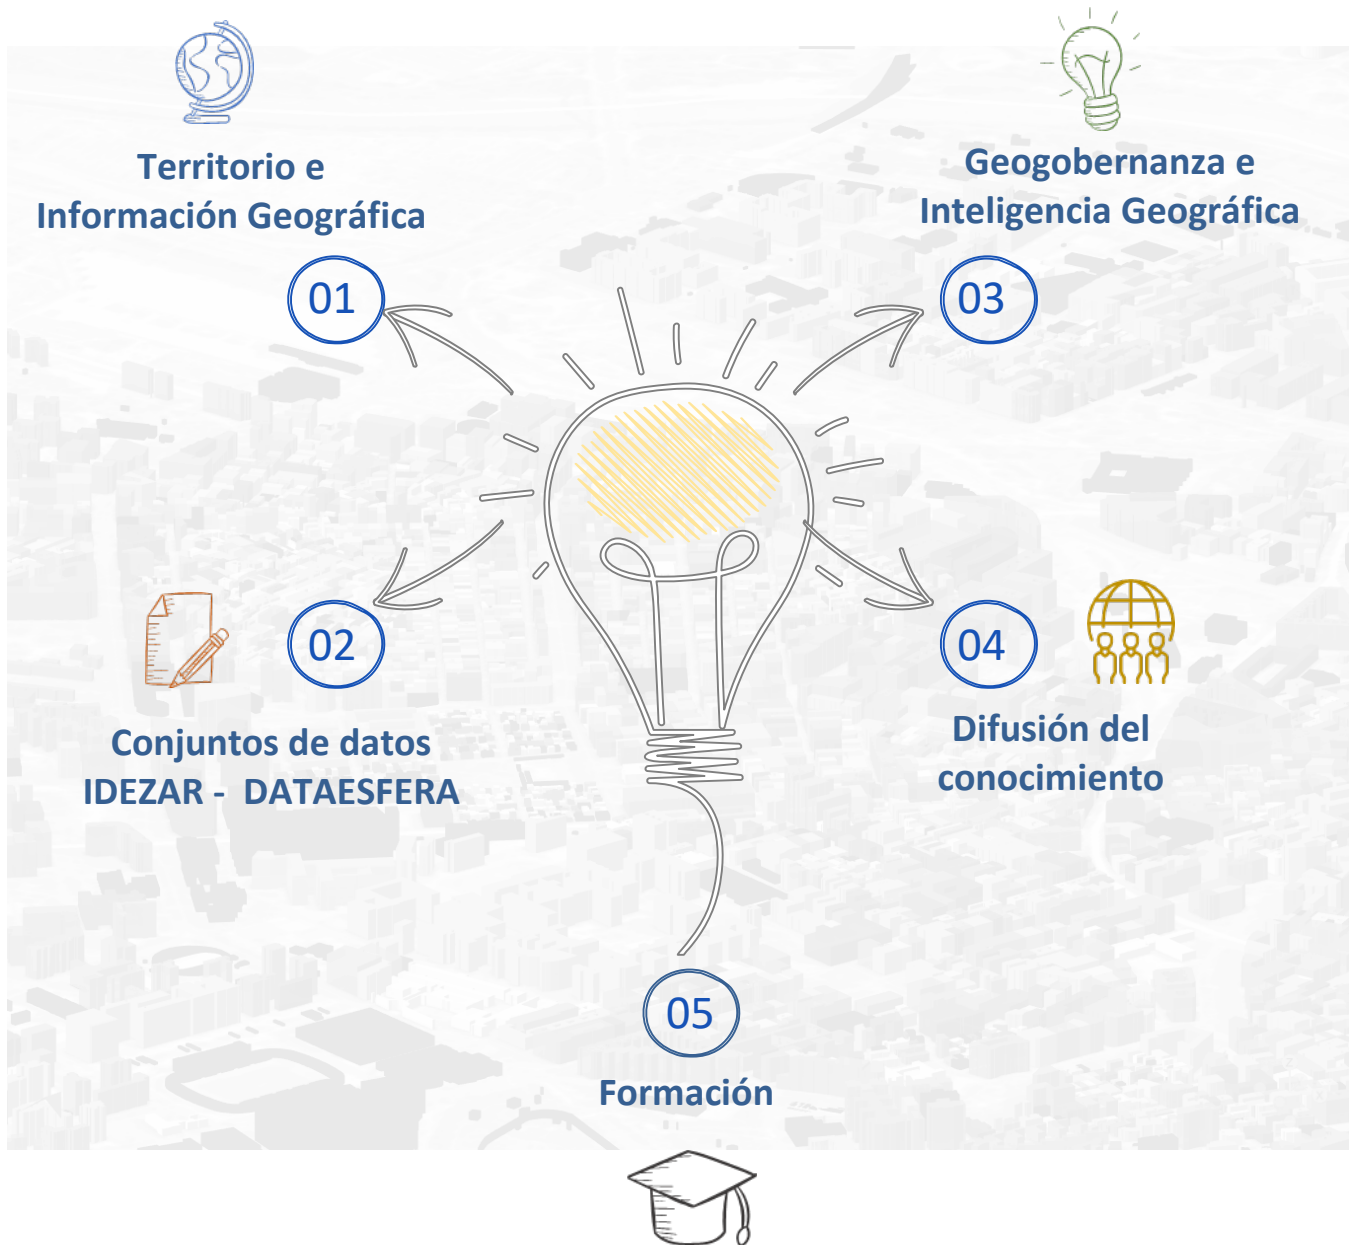 Territorio e
Información Geográfica
01
02
Conjuntos de datos
IDEZAR - DATAESFERA
Geogobernanza e
Inteligencia Geográfica
03
04
Difusión del
conocimiento
05
Formación